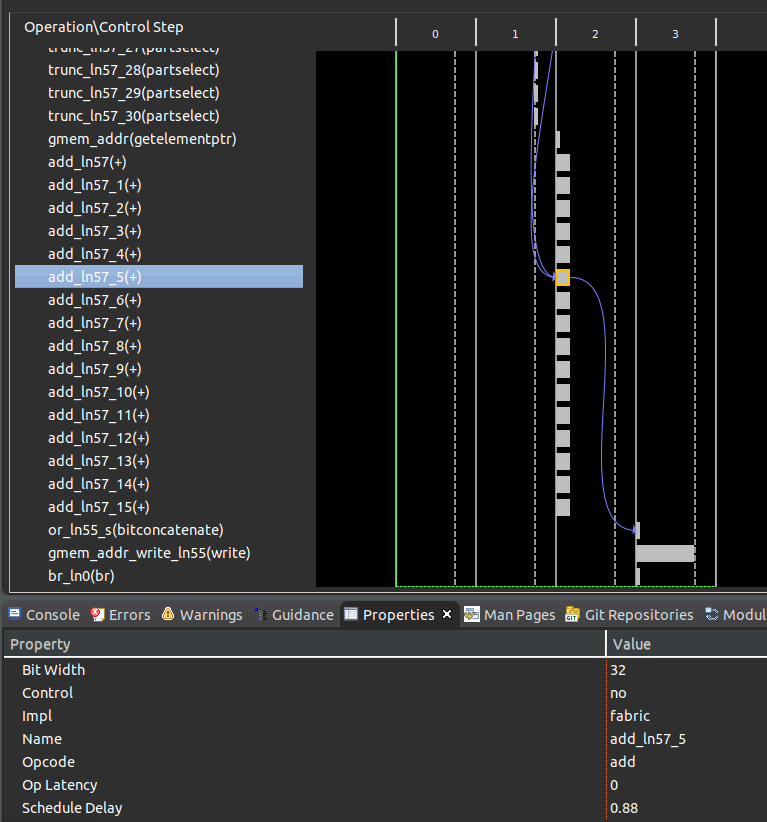 Operation\Control Step 0 1 2 3
trunc_ln57_27(partselect)
trunc_ln57_28(partselect)
trunc_ln57_29(partselect)
trunc_ln57_30(partselect)
gmem_addr(getelementptr)
add_ln57(+)
add_ln57_1(+)
add_ln57_2(+)
add_ln57_3(+)
add_ln57_4(+)
add_ln57_5(+)
add_ln57_6(+)
add_ln57_7(+)
add_ln57_8(+)
add_ln57_9(+)
add_ln57_10(+)
add_ln57_11(+)
add_ln57_12(+)
add_ln57_13(+)
add_ln57_14(+)
add_ln57_15(+)
or_ln55_s(bitconcatenate)
gmem_addr_write_ln55(write)
br_ln0(br)
Console Errors Warnings Guidance Properties Man Pages Git Repositories Modul
Property Value
Bit Width 32
Control no
Impl fabric
Name add_ln57_5
Opcode add
Op Latency 0
Schedule Delay 0.88